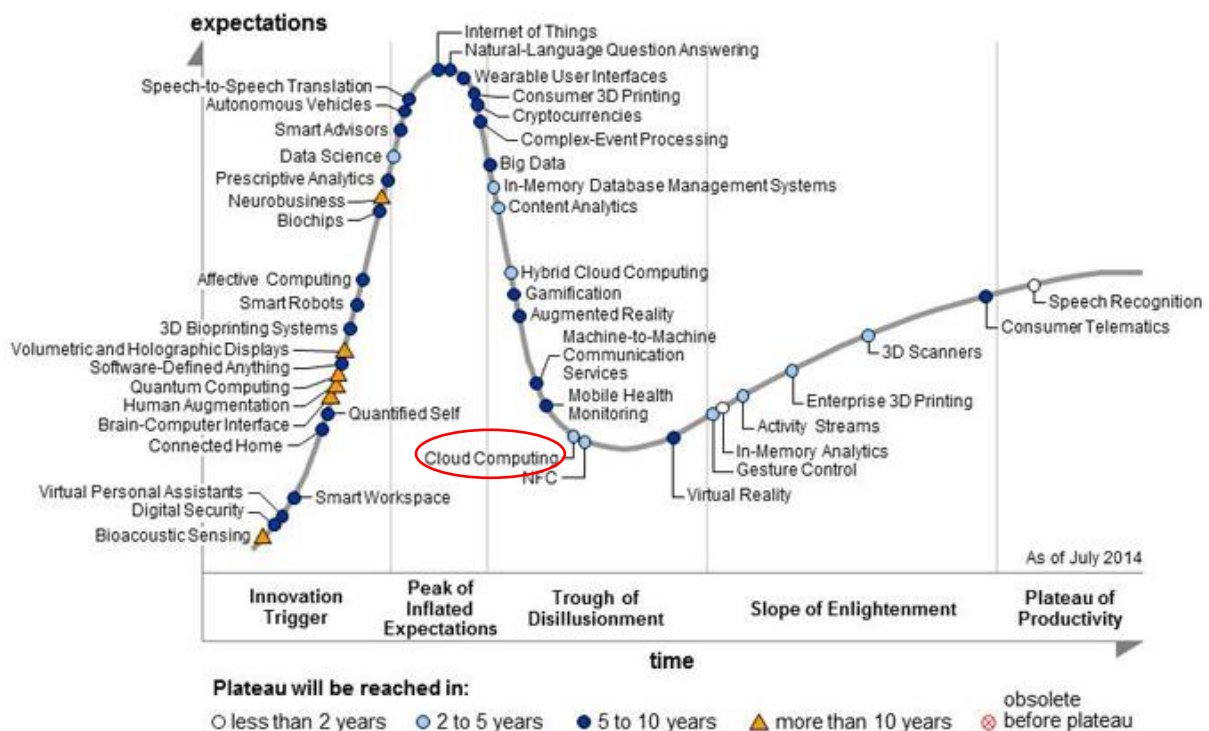 expectations
Internet of Things
Natural-Language Question Answering
Wearable User Interfaces
Speech-to-Speech Translation
Consumer 3D Printing
Autonomous Vehicles
Cryptocurrencies
Smart Advisors
Complex-Event Processing
Data Science
Big Data
Prescriptive Analytics
In-Memory Database Management Systems
Neurobusiness
Content Analytics
Biochips
Hybrid Cloud Computing
Affective Computing
Gamification
Speech Recognition
Smart Robots
Augmented Reality
Consumer Telematics
3D Bioprinting Systems
Machine-to-Machine
Communication
Services
Volumetric and Holographic Displays
3D Scanners
Software-Defined Anything
Quantum Computing
Mobile Health
Monitoring
Enterprise 3D Printing
Human Augmentation
Quantified Self
Brain-Computer Interface
Activity Streams
Connected Home
In-Memory Analytics
Cloud Computing
Gesture Control
NFC
Virtual Personal Assistants
Smart Workspace
Virtual Reality
Digital Security
Bioacoustic Sensing
As of July 2014
Innovation
Trigger
Peak of
Inflated
Expectations
Trough of
Disillusionment
Slope of Enlightenment
Plateau of
Productivity
time
Plateau will be reached in:
less than 2 years
2 to 5 years
5 to 10 years
more than 10 years
obsolete
before plateau